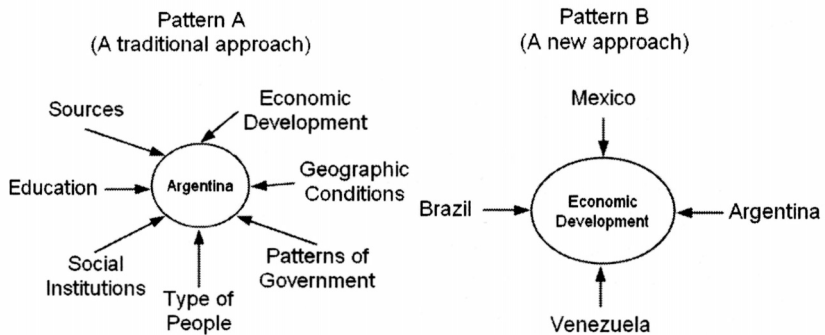 Pattern A
(A traditional approach)
Sources
Economic
Development
Education
Argentina
Geographic
Conditions
Social
Institutions
Type of
People
Patterns of
Government
Pattern B
(A new approach)
Mexico
Brazil
Economic
Development
Argentina
Venezuela